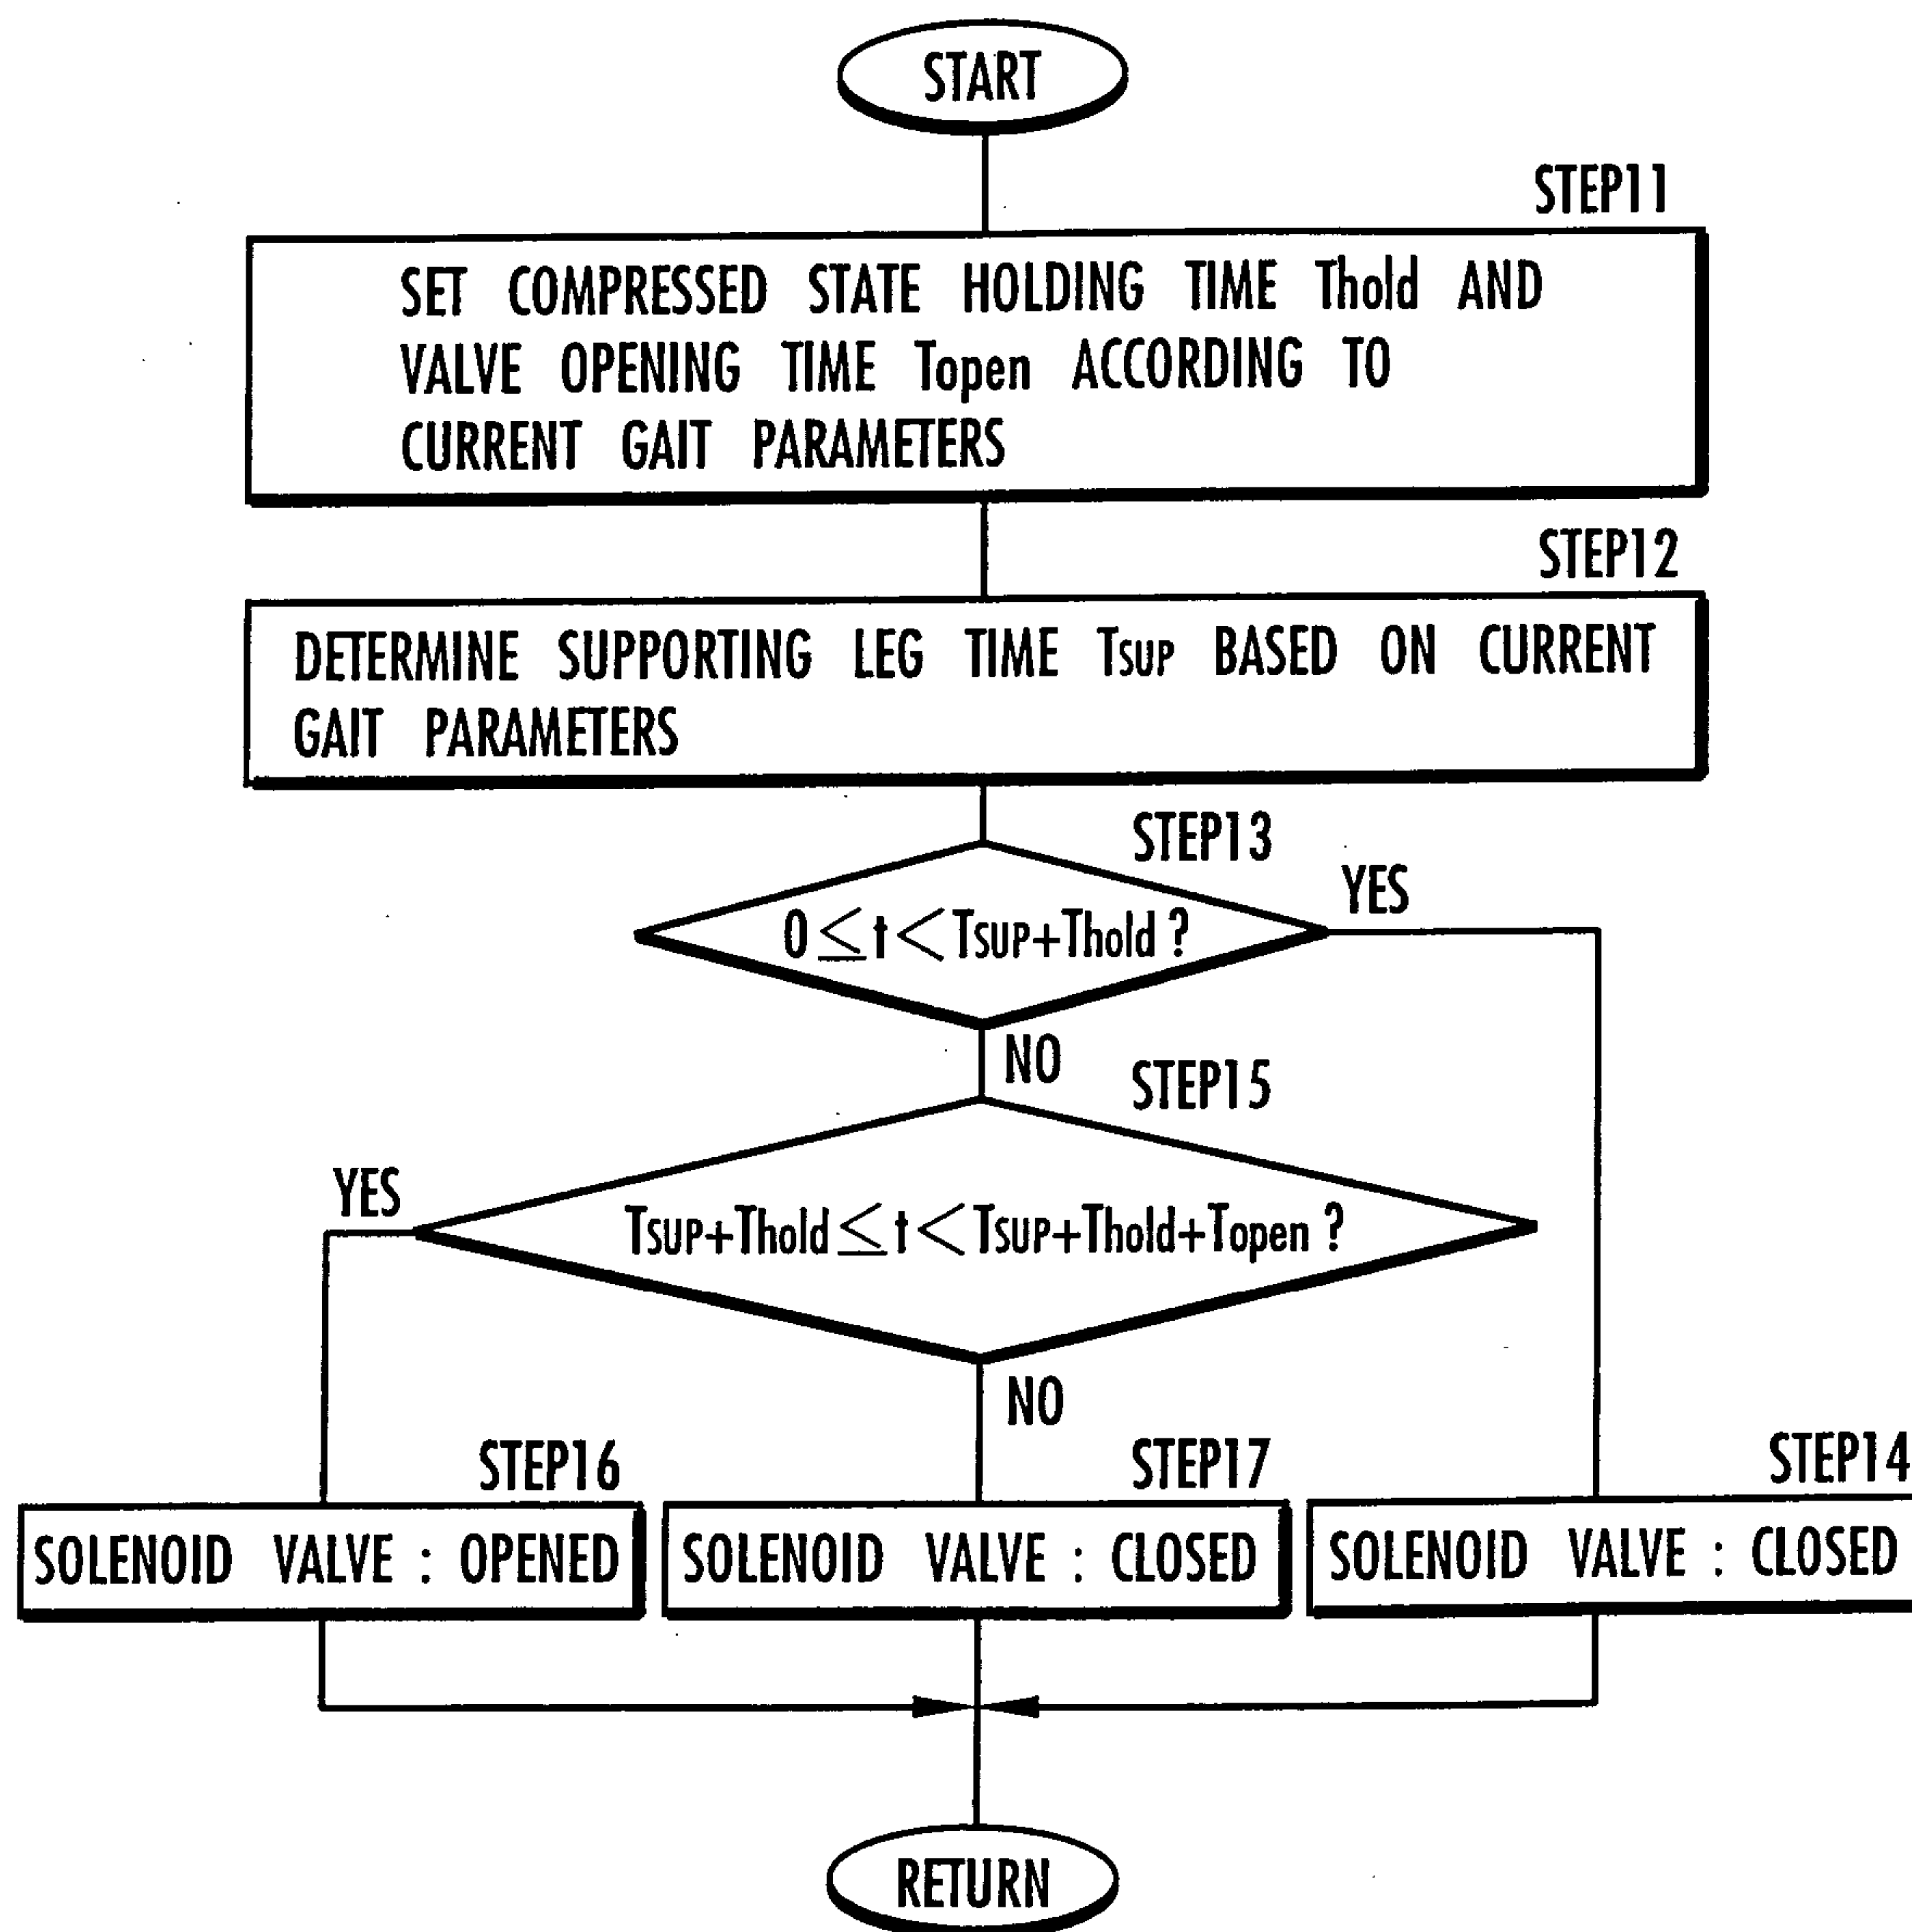 START
STEP11
SET COMPRESSED STATE HOLDING TIME Thold AND
VALVE OPENING TIME Topen ACCORDING TO
CURRENT GAIT PARAMETERS
STEP12
DETERMINE SUPPORTING LEG TIME TSUP BASED ON CURRENT
GAIT PARAMETERS
STEP13
0≦t<TSUP+Thold?
YES
NO
STEP15
YES
TSUP+Thold≦t<TSUP+Thold+Topen?
NO
STEP16
STEP17
STEP14
SOLENOID VALVE : OPENED
SOLENOID VALVE : CLOSED
SOLENOID VALVE : CLOSED
RETURN